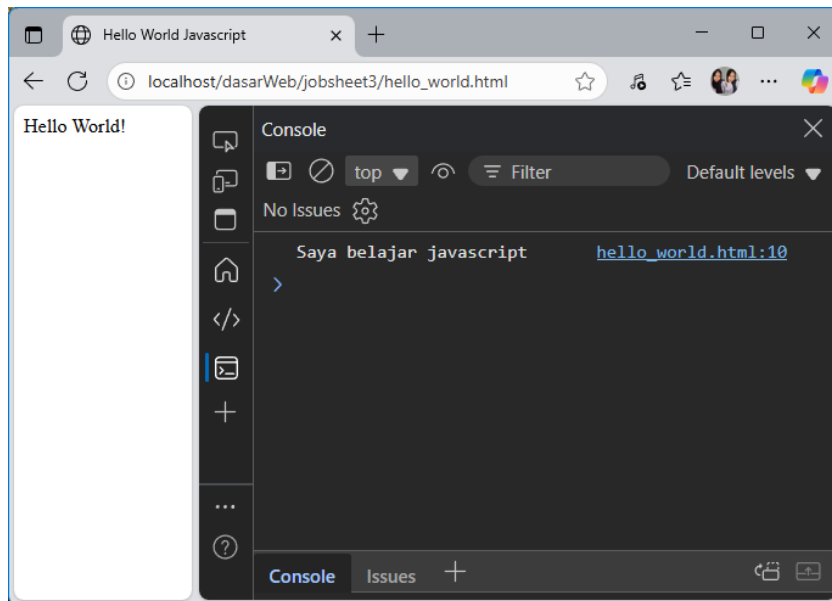 Hello World Javascript
localhost/dasarWeb/jobsheet3/hello_world.html
Hello World!
Console
top
Filter
Default levels
No Issues
Saya belajar javascript hello_world.html:10
Console Issues